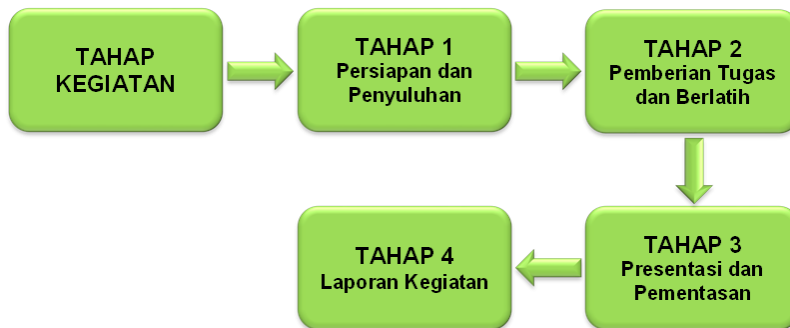 TAHAP
KEGIATAN
TAHAP 1
Persiapan dan
Penyuluhan
TAHAP 2
Pemberian Tugas
dan Berlatih
TAHAP 3
Presentasi dan
Pementasan
TAHAP 4
Laporan Kegiatan